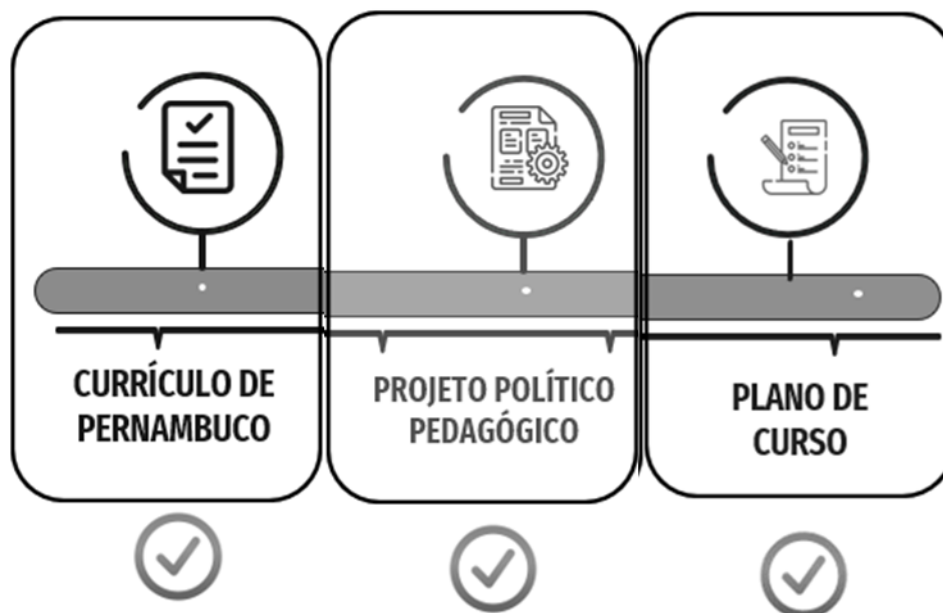 CURRÍCULO DE
PERNAMBUCO
PROJETO POLÍTICO
PEDAGÓGICO
PLANO DE
CURSO